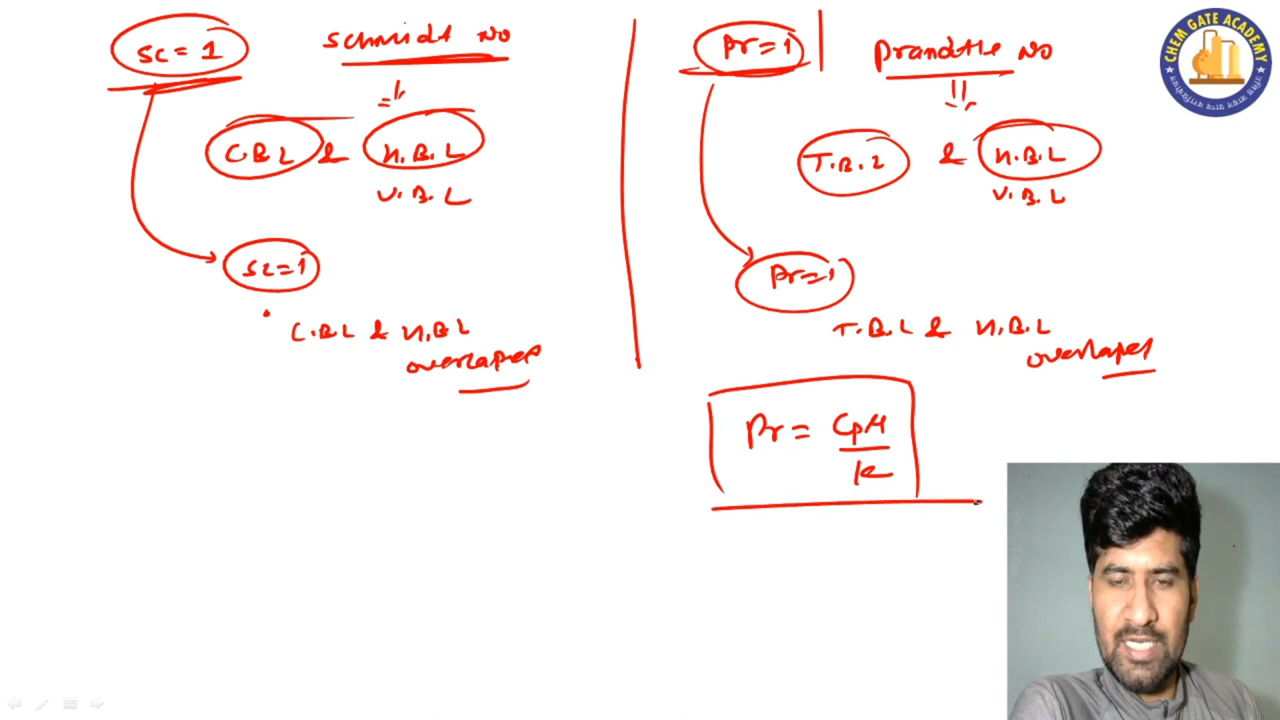 Sc = 1
Schmidt No
C.B.L & H.B.L
V.B.L
Sc=1
C.B.L & H.B.L
overlapes
Pr=1
Prandtle No
T.B.L & H.B.L
V.B.L
Pr=1
T.B.L & H.B.L
overlapes
Pr = Cpμ
k
CHEM GATE ACADEMY